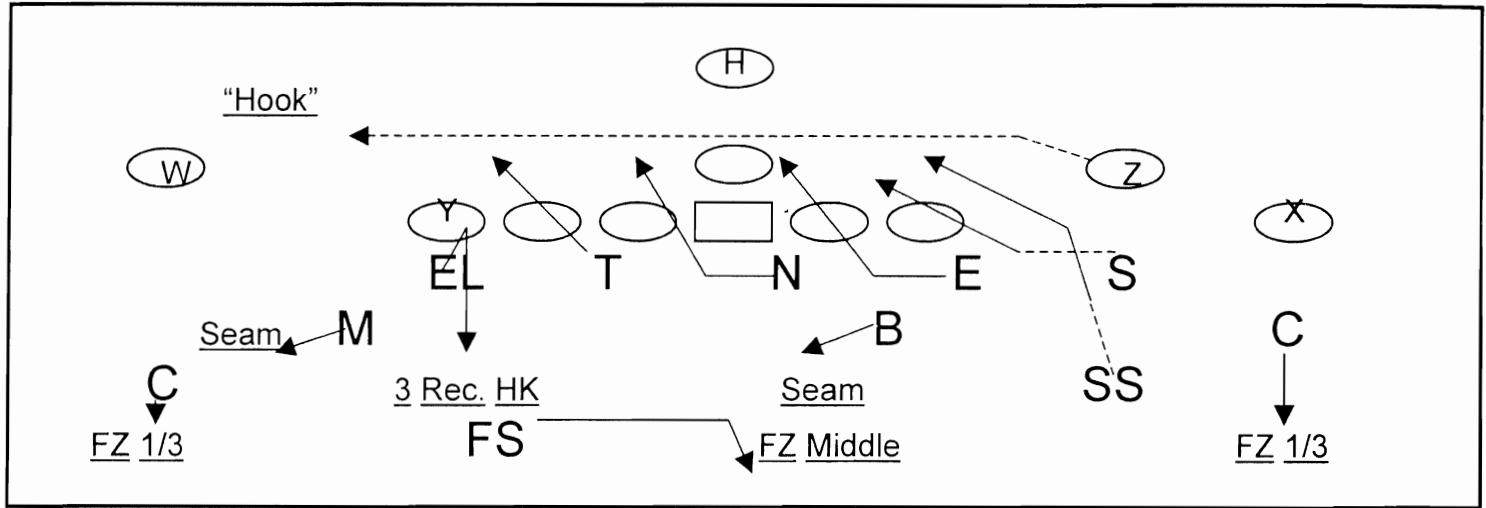 H
“Hook”
W
Z
Y
X
EL T N E S
Seam M B C
C 3 Rec. HK Seam SS
FZ 1/3 FS FZ Middle FZ 1/3